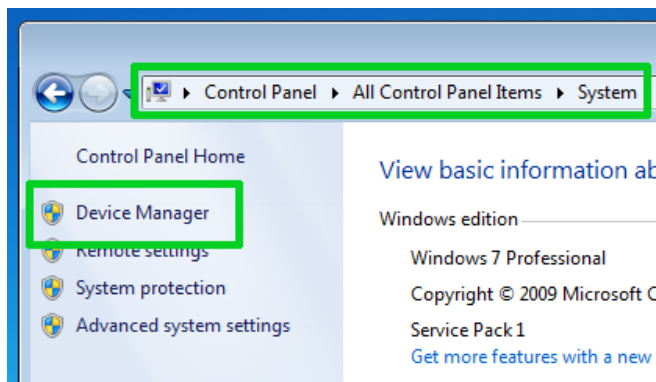 Control Panel All Control Panel Items System
Control Panel Home
Device Manager
Remote settings
System protection
Advanced system settings
View basic information ab
Windows edition
Windows 7 Professional
Copyright © 2009 Microsoft C
Service Pack 1
Get more features with a new